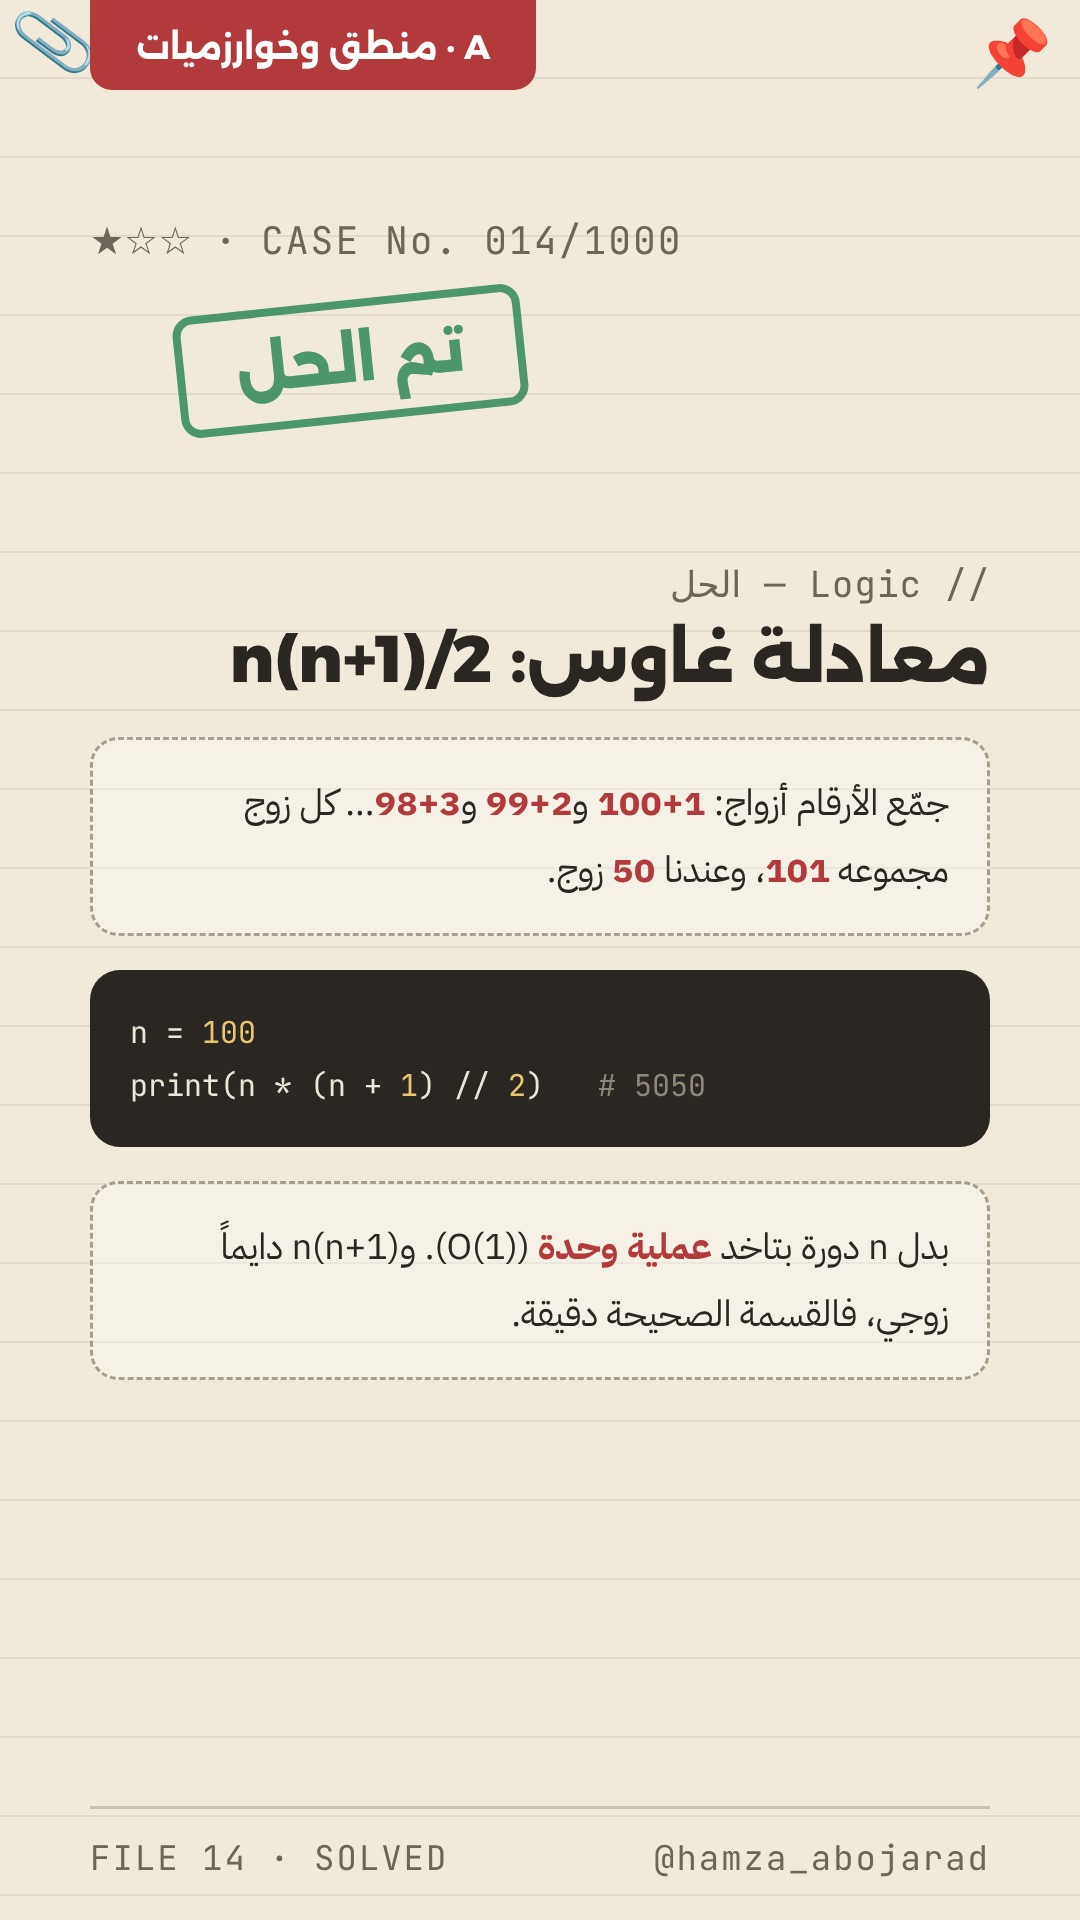 A · منطق وخوارزميات
★☆☆ · CASE No. 014/1000
تم الحل
// Logic — الحل
معادلة غاوس: n(n+1)/2
جمّع الأرقام أزواج: 1+100 و2+99 و3+98... كل زوج
مجموعه 101، وعندنا 50 زوج.
n = 100
print(n * (n + 1) // 2)   # 5050
بدل n دورة بتاخد عملية وحدة (O(1)). وn(n+1) دايماً
زوجي، فالقسمة الصحيحة دقيقة.
FILE 14 · SOLVED
@hamza_abojarad